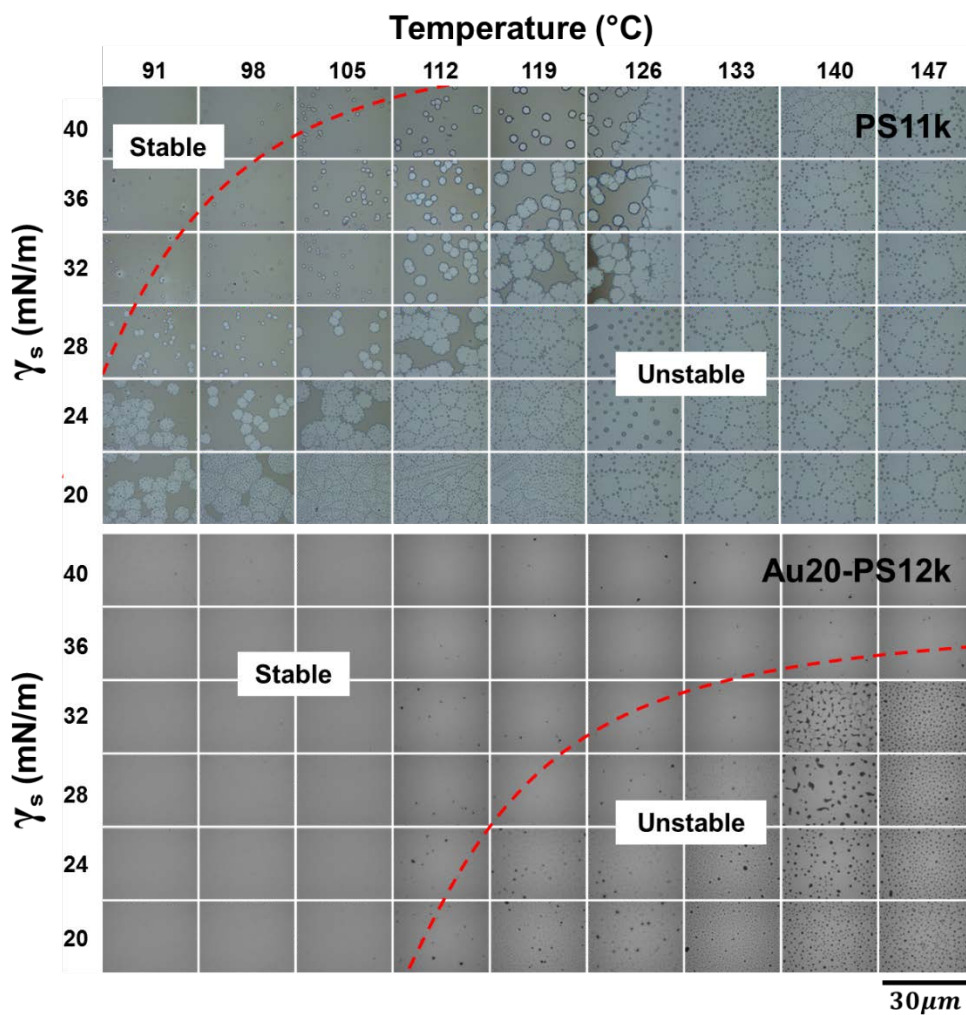 Temperature (°C)
91 98 105 112 119 126 133 140 147
γs (mN/m)
40
36
32
28
24
20
PS11k
Stable
Unstable
γs (mN/m)
40
36
32
28
24
20
Au20-PS12k
Stable
Unstable
30μm